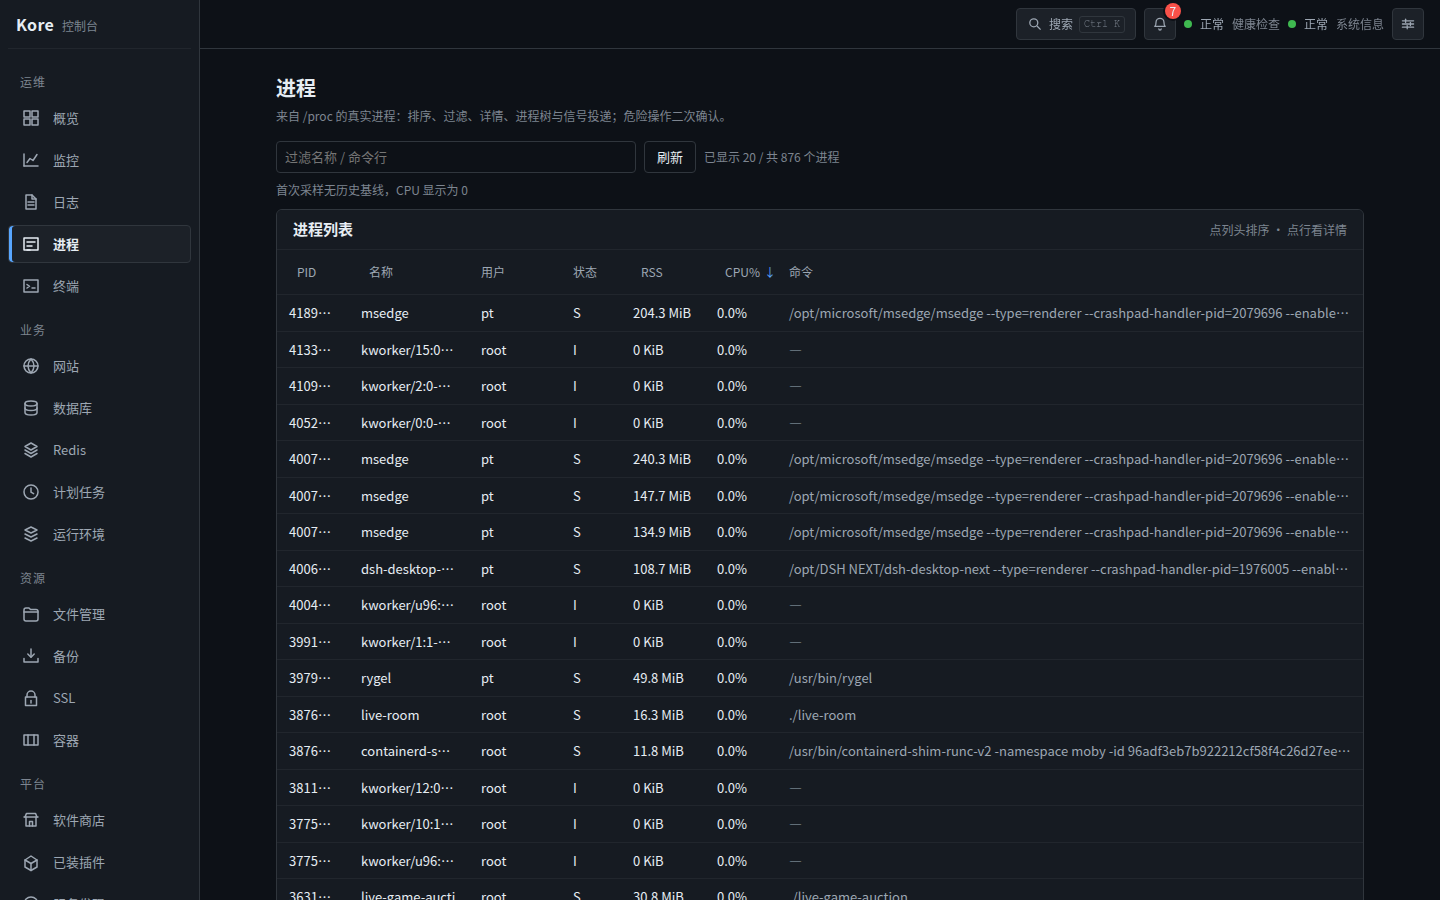 Kore 控制台
搜索 Ctrl K
7
正常 健康检查
正常 系统信息
运维
概览
监控
日志
进程
终端
业务
网站
数据库
Redis
计划任务
运行环境
资源
文件管理
备份
SSL
容器
平台
软件商店
已装插件
进程
来自 /proc 的真实进程：排序、过滤、详情、进程树与信号投递；危险操作二次确认。
过滤名称 / 命令行
刷新
已显示 20 / 共 876 个进程
首次采样无历史基线，CPU 显示为 0
进程列表
点列头排序 · 点行看详情
PID 名称 用户 状态 RSS CPU% ↓ 命令
4189··· msedge pt S 204.3 MiB 0.0% /opt/microsoft/msedge/msedge --type=renderer --crashpad-handler-pid=2079696 --enable···
4133··· kworker/15:0··· root I 0 KiB 0.0% —
4109··· kworker/2:0-··· root I 0 KiB 0.0% —
4052··· kworker/0:0-··· root I 0 KiB 0.0% —
4007··· msedge pt S 240.3 MiB 0.0% /opt/microsoft/msedge/msedge --type=renderer --crashpad-handler-pid=2079696 --enable···
4007··· msedge pt S 147.7 MiB 0.0% /opt/microsoft/msedge/msedge --type=renderer --crashpad-handler-pid=2079696 --enable···
4007··· msedge pt S 134.9 MiB 0.0% /opt/microsoft/msedge/msedge --type=renderer --crashpad-handler-pid=2079696 --enable···
4006··· dsh-desktop-··· pt S 108.7 MiB 0.0% /opt/DSH NEXT/dsh-desktop-next --type=renderer --crashpad-handler-pid=1976005 --enabl···
4004··· kworker/u96:··· root I 0 KiB 0.0% —
3991··· kworker/1:1-··· root I 0 KiB 0.0% —
3979··· rygel pt S 49.8 MiB 0.0% /usr/bin/rygel
3876··· live-room root S 16.3 MiB 0.0% ./live-room
3876··· containerd-s··· root S 11.8 MiB 0.0% /usr/bin/containerd-shim-runc-v2 -namespace moby -id 96adf3eb7b922212cf58f4c26d27ee···
3811··· kworker/12:0··· root I 0 KiB 0.0% —
3775··· kworker/10:1··· root I 0 KiB 0.0% —
3775··· kworker/u96:··· root I 0 KiB 0.0% —
3631··· live-game-aucti root S 30.8 MiB 0.0% ./live-game-auction